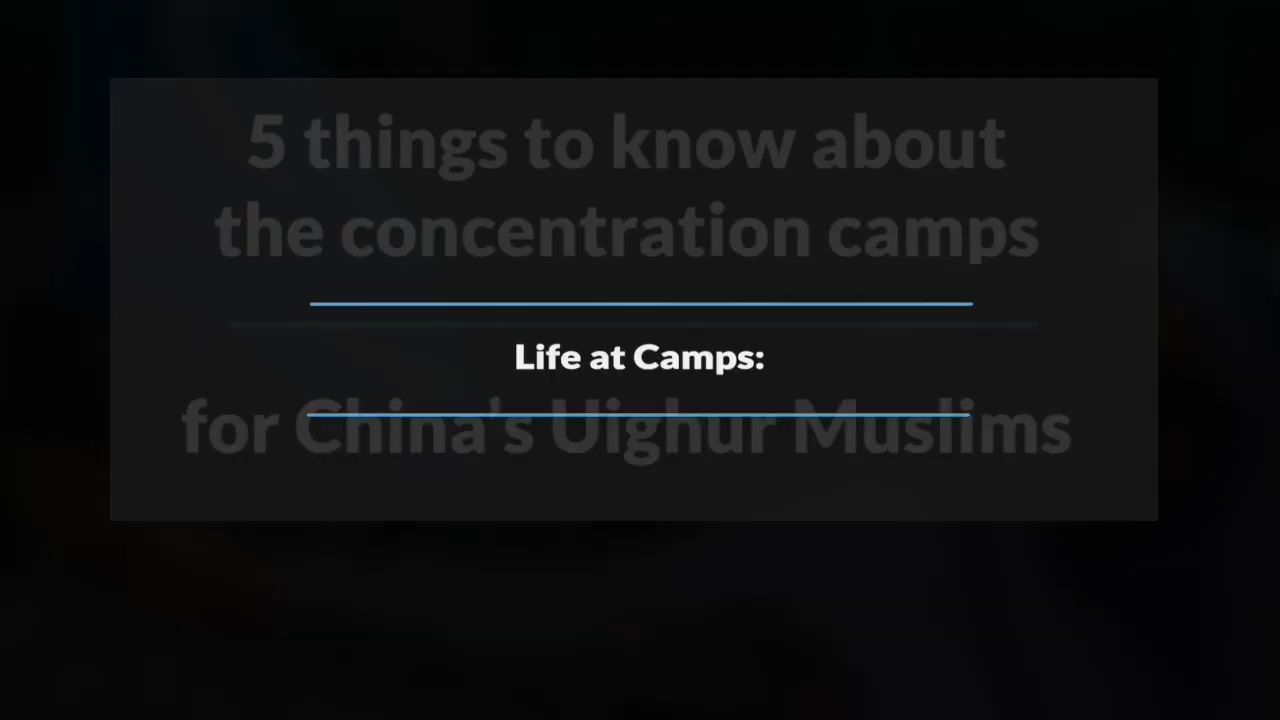 5 things to know about
the concentration camps
Life at Camps:
for China's Uighur Muslims